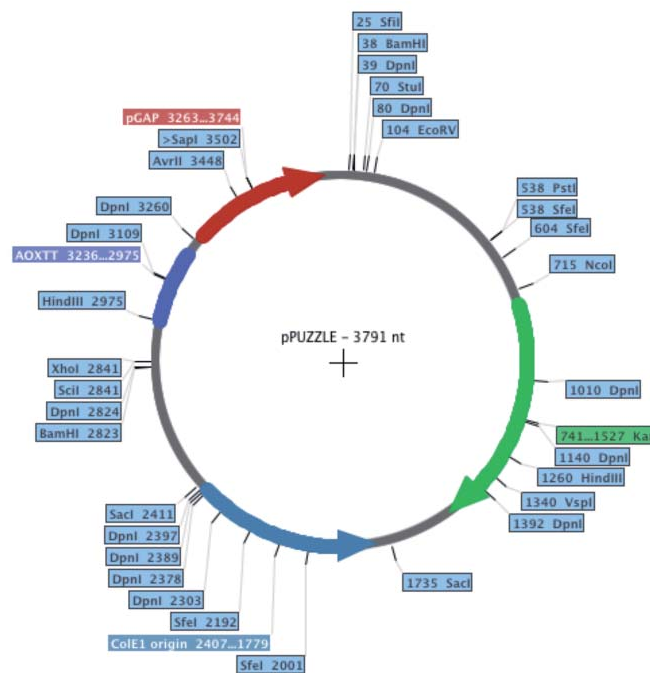 25 SfiI
38 BamHI
39 DpnI
70 StuI
80 DpnI
104 EcoRV
pGAP 3263...3744
>SapI 3502
AvrII 3448
DpnI 3260
DpnI 3109
AOXTT 3236...2975
HindIII 2975
XhoI 2841
SciI 2841
DpnI 2824
BamHI 2823
538 PstI
538 SfeI
604 SfeI
715 NcoI
pPUZZLE - 3791 nt
1010 DpnI
741...1527 Ka
1140 DpnI
1260 HindIII
1340 VspI
1392 DpnI
1735 SacI
SacI 2411
DpnI 2397
DpnI 2389
DpnI 2378
DpnI 2303
SfeI 2192
ColE1 origin 2407...1779
SfeI 2001